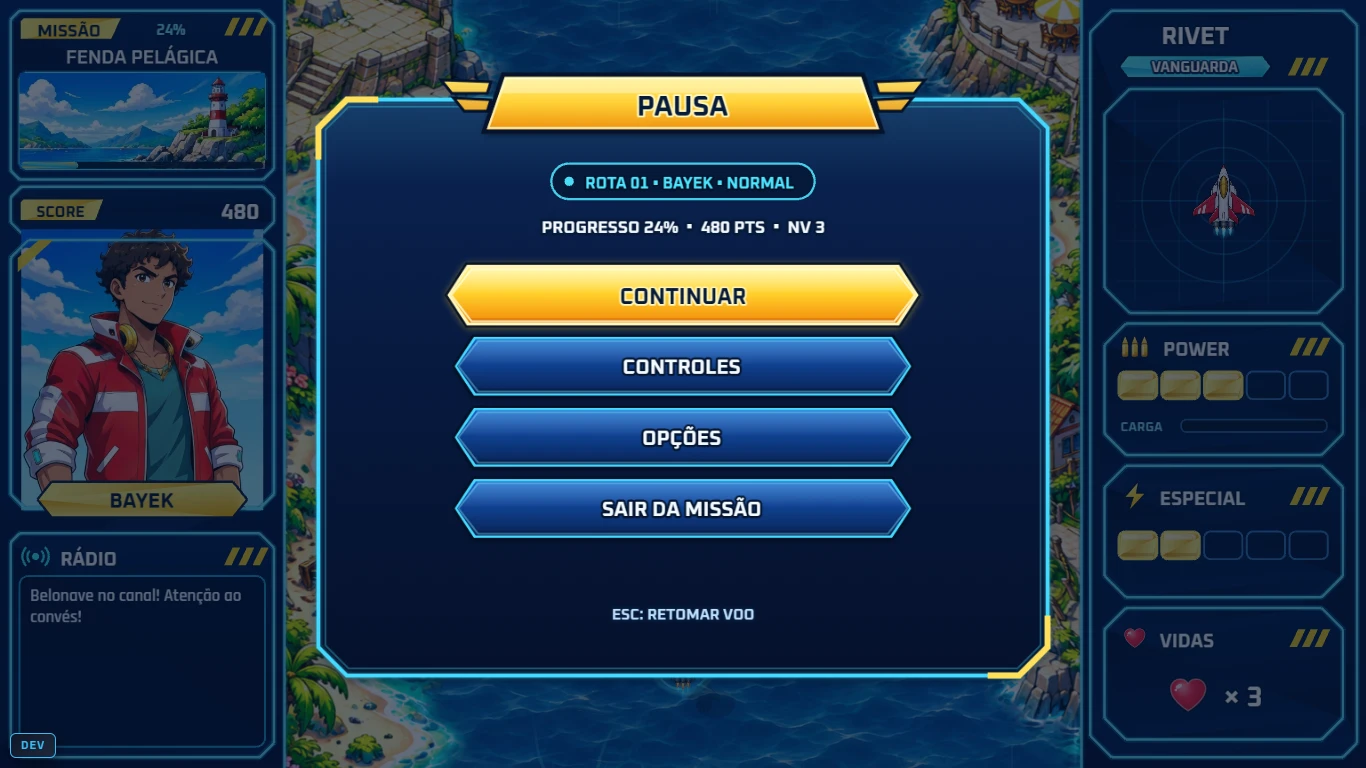 MISSÃO
24%
FENDA PELÁGICA
SCORE
480
BAYEK
RÁDIO
Belonave no canal! Atenção ao
convés!
DEV
PAUSA
ROTA 01 • BAYEK • NORMAL
PROGRESSO 24% • 480 PTS • NV 3
CONTINUAR
CONTROLES
OPÇÕES
SAIR DA MISSÃO
ESC: RETOMAR VOO
RIVET
VANGUARDA
POWER
CARGA
ESPECIAL
VIDAS
× 3